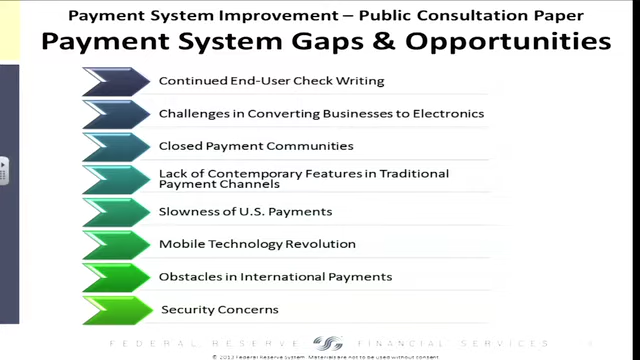 Payment System Improvement – Public Consultation Paper
Payment System Gaps & Opportunities
Continued End-User Check Writing
Challenges in Converting Businesses to Electronics
Closed Payment Communities
Lack of Contemporary Features in Traditional
Payment Channels
Slowness of U.S. Payments
Mobile Technology Revolution
Obstacles in International Payments
Security Concerns
FEDERAL RESERVE FINANCIAL SERVICES
© 2013 Federal Reserve System. Materials are not to be used without consent.